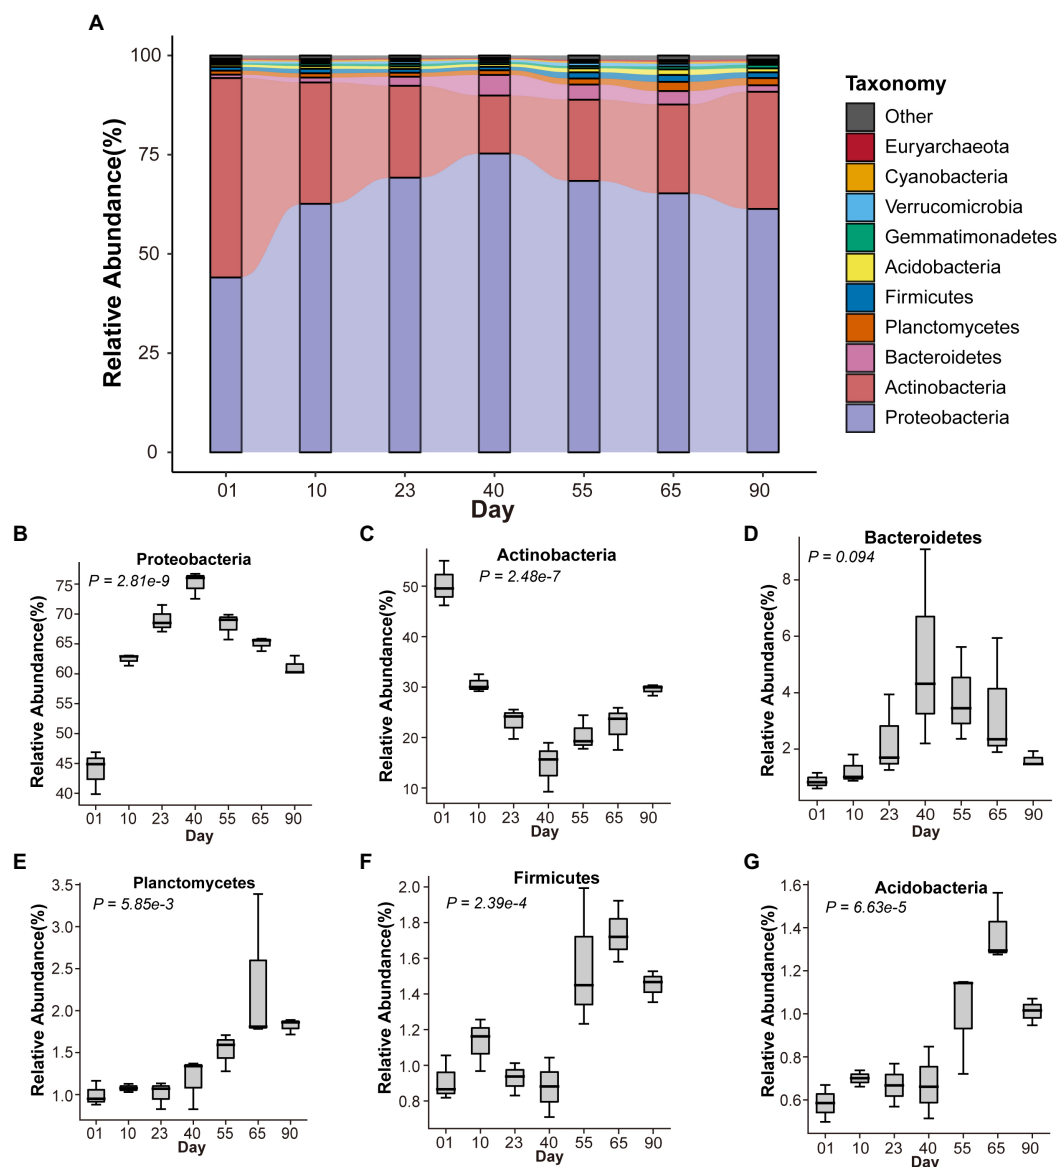 A
Relative Abundance(%)
100
75
50
25
0
01 10 23 40 55 65 90
Day
Taxonomy
Other
Euryarchaeota
Cyanobacteria
Verrucomicrobia
Gemmatimonadetes
Acidobacteria
Firmicutes
Planctomycetes
Bacteroidetes
Actinobacteria
Proteobacteria
B
Proteobacteria
P = 2.81e-9
Relative Abundance(%)
75
70
65
60
55
50
45
40
01 10 23 40 55 65 90
Day
C
Actinobacteria
P = 2.48e-7
Relative Abundance(%)
50
40
30
20
10
01 10 23 40 55 65 90
Day
D
Bacteroidetes
P = 0.094
Relative Abundance(%)
8
6
4
2
01 10 23 40 55 65 90
Day
E
Planctomycetes
P = 5.85e-3
Relative Abundance(%)
3.5
3.0
2.5
2.0
1.5
1.0
01 10 23 40 55 65 90
Day
F
Firmicutes
P = 2.39e-4
Relative Abundance(%)
2.0
1.8
1.6
1.4
1.2
1.0
0.8
01 10 23 40 55 65 90
Day
G
Acidobacteria
P = 6.63e-5
Relative Abundance(%)
1.6
1.4
1.2
1.0
0.8
0.6
01 10 23 40 55 65 90
Day